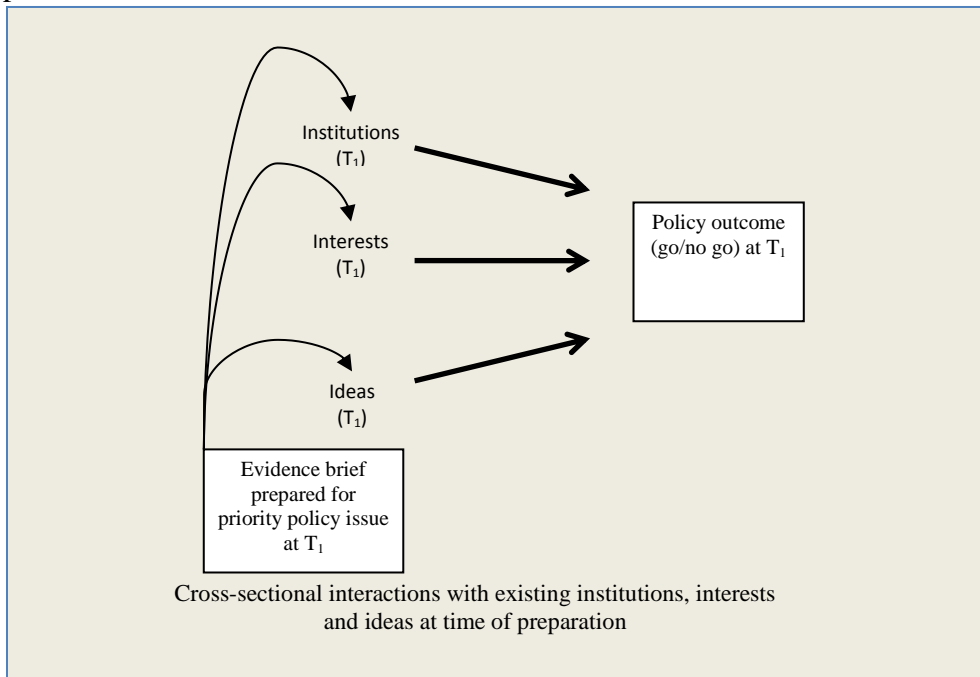 Institutions
(T₁)
Interests
(T₁)
Ideas
(T₁)
Policy outcome
(go/no go) at T₁
Evidence brief
prepared for
priority policy issue
at T₁
Cross-sectional interactions with existing institutions, interests
and ideas at time of preparation